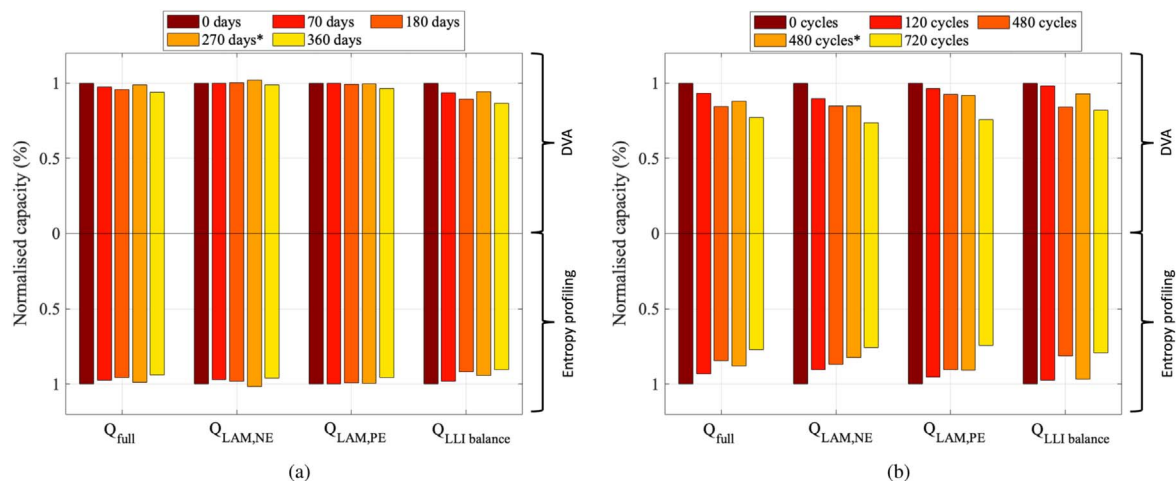 0 days 70 days 180 days
270 days* 360 days
Normalised capacity (%)
1
0.5
0
0.5
1
Q_full Q_LAM,NE Q_LAM,PE Q_LLI balance
DVA
Entropy profiling
(a)
0 cycles 120 cycles 480 cycles
480 cycles* 720 cycles
Normalised capacity (%)
1
0.5
0
0.5
1
Q_full Q_LAM,NE Q_LAM,PE Q_LLI balance
DVA
Entropy profiling
(b)